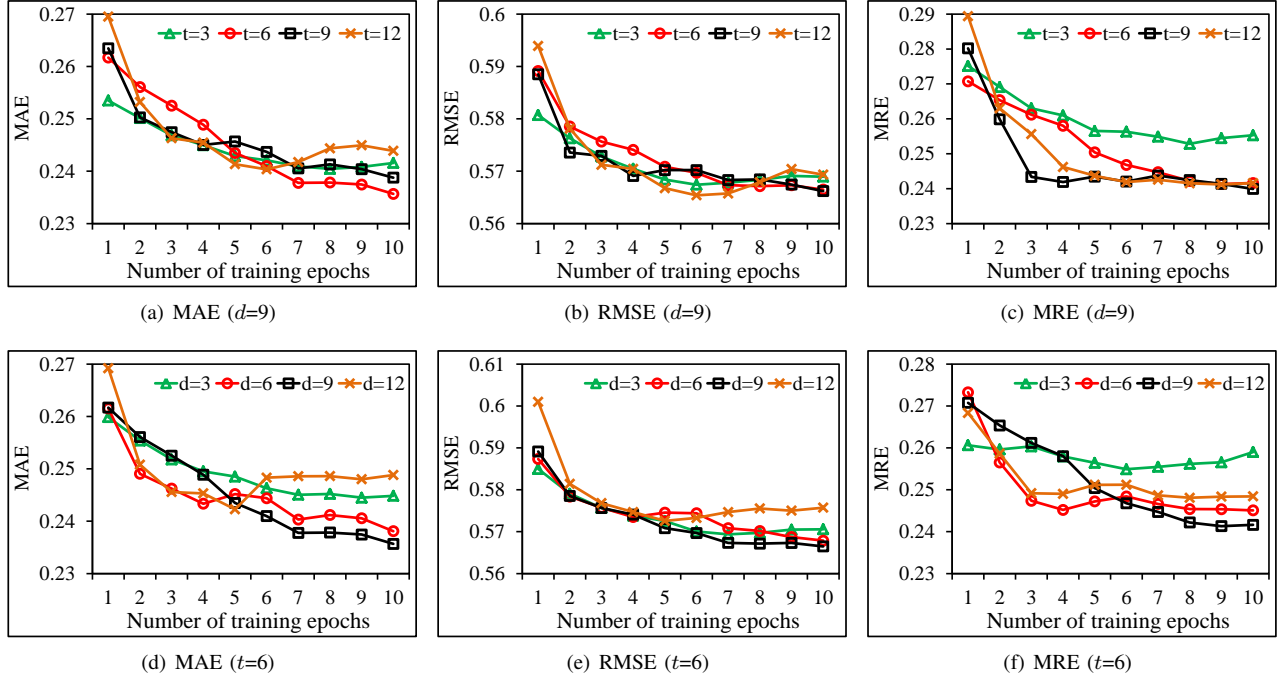 0.27
0.26
0.25
0.24
0.23
MAE
t=3 t=6 t=9 t=12
1 2 3 4 5 6 7 8 9 10
Number of training epochs
(a) MAE (d=9)
0.6
0.59
0.58
0.57
0.56
RMSE
t=3 t=6 t=9 t=12
1 2 3 4 5 6 7 8 9 10
Number of training epochs
(b) RMSE (d=9)
0.29
0.28
0.27
0.26
0.25
0.24
0.23
MRE
t=3 t=6 t=9 t=12
1 2 3 4 5 6 7 8 9 10
Number of training epochs
(c) MRE (d=9)
0.27
0.26
0.25
0.24
0.23
MAE
d=3 d=6 d=9 d=12
1 2 3 4 5 6 7 8 9 10
Number of training epochs
(d) MAE (t=6)
0.61
0.6
0.59
0.58
0.57
0.56
RMSE
d=3 d=6 d=9 d=12
1 2 3 4 5 6 7 8 9 10
Number of training epochs
(e) RMSE (t=6)
0.28
0.27
0.26
0.25
0.24
0.23
MRE
d=3 d=6 d=9 d=12
1 2 3 4 5 6 7 8 9 10
Number of training epochs
(f) MRE (t=6)